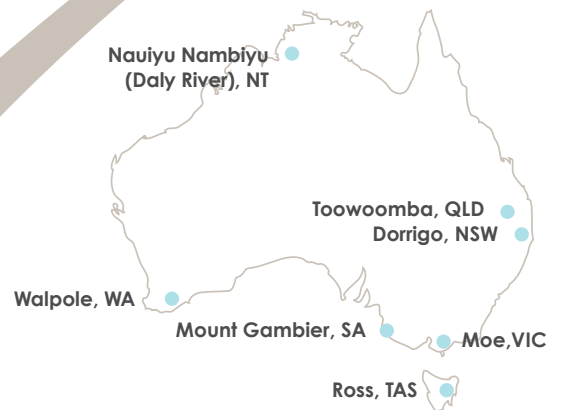 Nauiyu Nambiyu
(Daly River), NT
Toowoomba, QLD
Dorrigo, NSW
Walpole, WA
Mount Gambier, SA
Moe,VIC
Ross, TAS